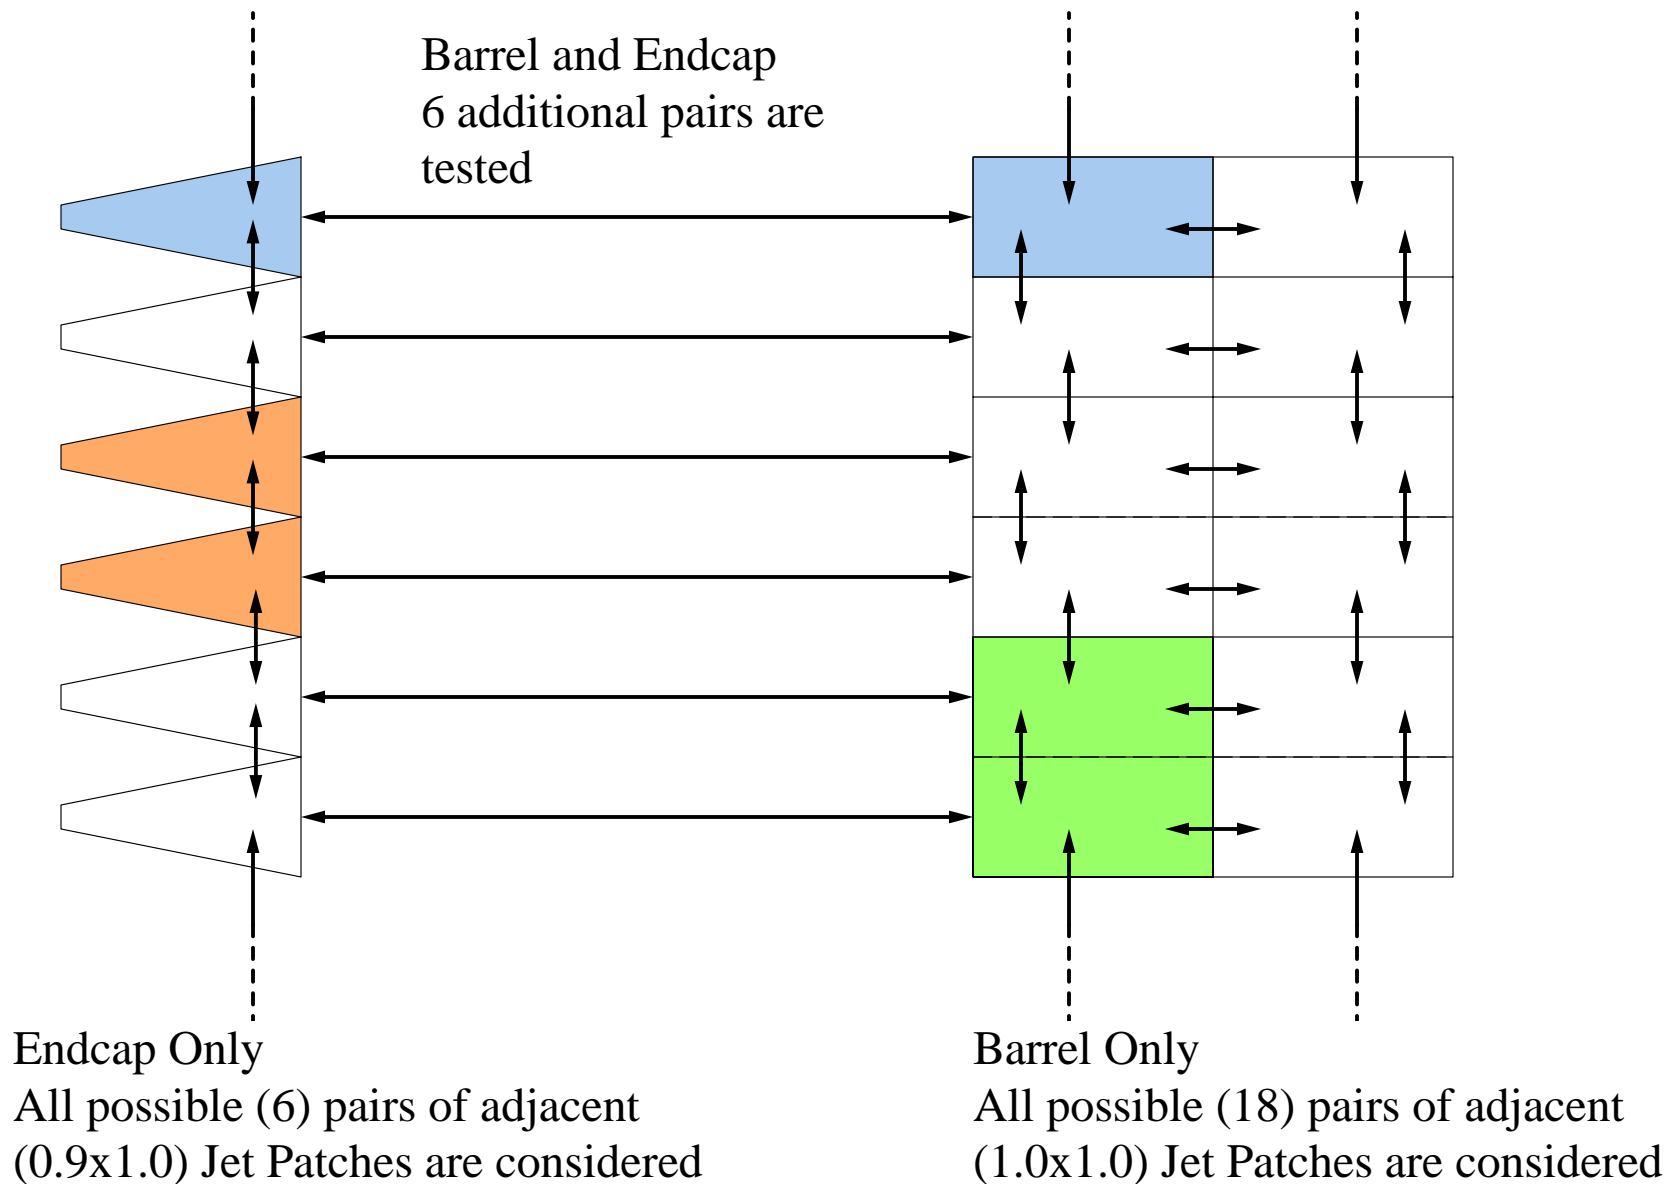 Barrel and Endcap
6 additional pairs are
tested
Endcap Only
All possible (6) pairs of adjacent
(0.9x1.0) Jet Patches are considered
Barrel Only
All possible (18) pairs of adjacent
(1.0x1.0) Jet Patches are considered